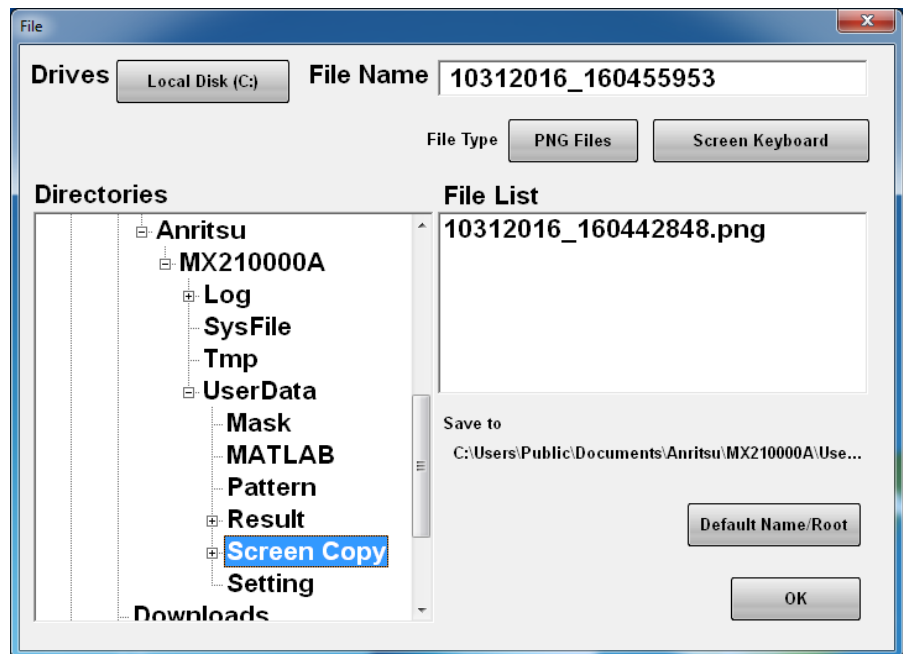 File
Drives Local Disk (C:) File Name 10312016_160455953
File Type PNG Files Screen Keyboard
Directories
Anritsu
MX210000A
Log
SysFile
Tmp
UserData
Mask
MATLAB
Pattern
Result
Screen Copy
Setting
Downloads
File List
10312016_160442848.png
Save to
C:\Users\Public\Documents\Anritsu\MX210000A\Use...
Default Name/Root
OK